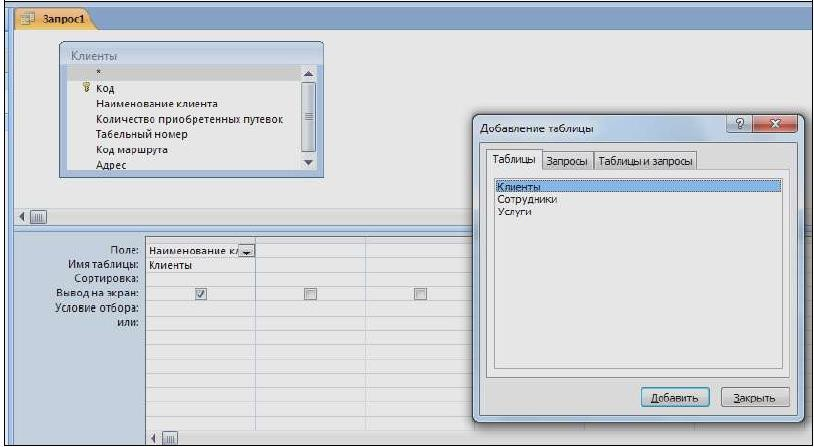 Запрос1
Клиенты
*
Код
Наименование клиента
Количество приобретенных путевок
Табельный номер
Код маршрута
Адрес
Добавление таблицы
?
Таблицы Запросы Таблицы и запросы
Клиенты
Сотрудники
Услуги
Добавить Закрыть
Поле: Наименование кл
Имя таблицы: Клиенты
Сортировка:
Вывод на экран:
Условие отбора:
или: